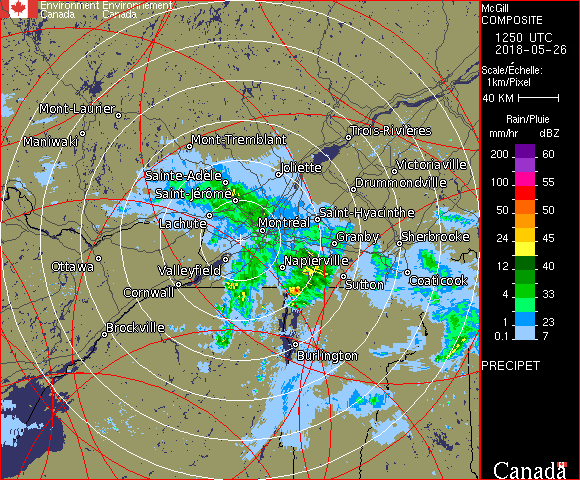 Environment Environnement
Canada Canada
Mont-Laurier
Maniwaki
Mont-Tremblant
Trois-Rivières
Sainte-Adèle
Joliette
Victoriaville
Saint-Jérôme
Drummondville
Lachute
Montréal
Saint-Hyacinthe
Granby
Sherbrooke
Ottawa
Valleyfield
Napierville
Cornwall
Sutton
Coaticook
Brockville
Burlington
McGill
COMPOSITE
1250 UTC
2018-05-26
Scale/Échelle:
1km/Pixel
40 KM
Rain/Pluie
mm/hr dBZ
200 60
100 55
50 50
24 45
12 40
4 33
1 23
0.1 7
PRECIPET
Canada